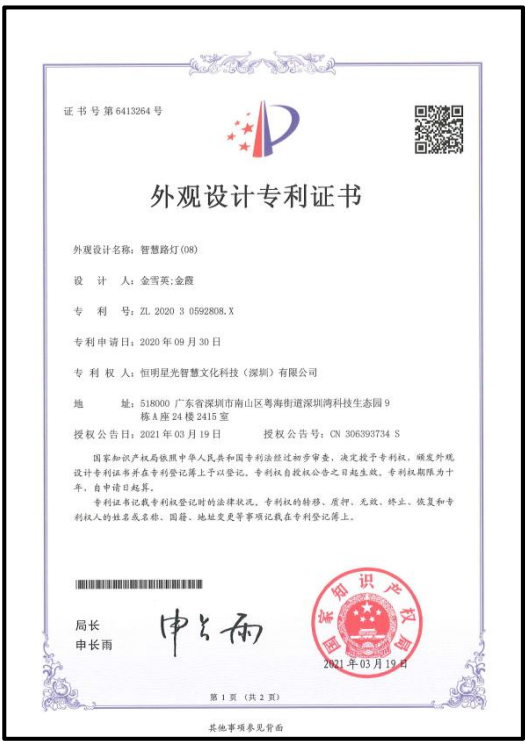 证书号第6413264号
外观设计专利证书
外观设计名称：智慧路灯(08)
设 计 人：金雪英;金霞
专 利 号：ZL 2020 3 0592808.X
专利申请日：2020年09月30日
专 利 权 人：恒明星光智慧文化科技（深圳）有限公司
地 址：518000 广东省深圳市南山区粤海街道深圳湾科技生态园9
栋A座24楼2415室
授权公告日：2021年03月19日 授权公告号：CN 306393734 S
国家知识产权局依照中华人民共和国专利法经过初步审查，决定授予专利权，颁发外观
设计专利证书并在专利登记簿上予以登记。专利权自授权公告之日起生效。专利权期限为十
年，自申请日起算。
专利证书记载专利权登记时的法律状况。专利权的转移、质押、无效、终止、恢复和专
利权人的姓名或名称、国籍、地址变更等事项记载在专利登记簿上。
局长
申长雨
申长雨
国家知识产权局
2021年03月19日
第 1 页 （共 2 页）
其他事项参见背面